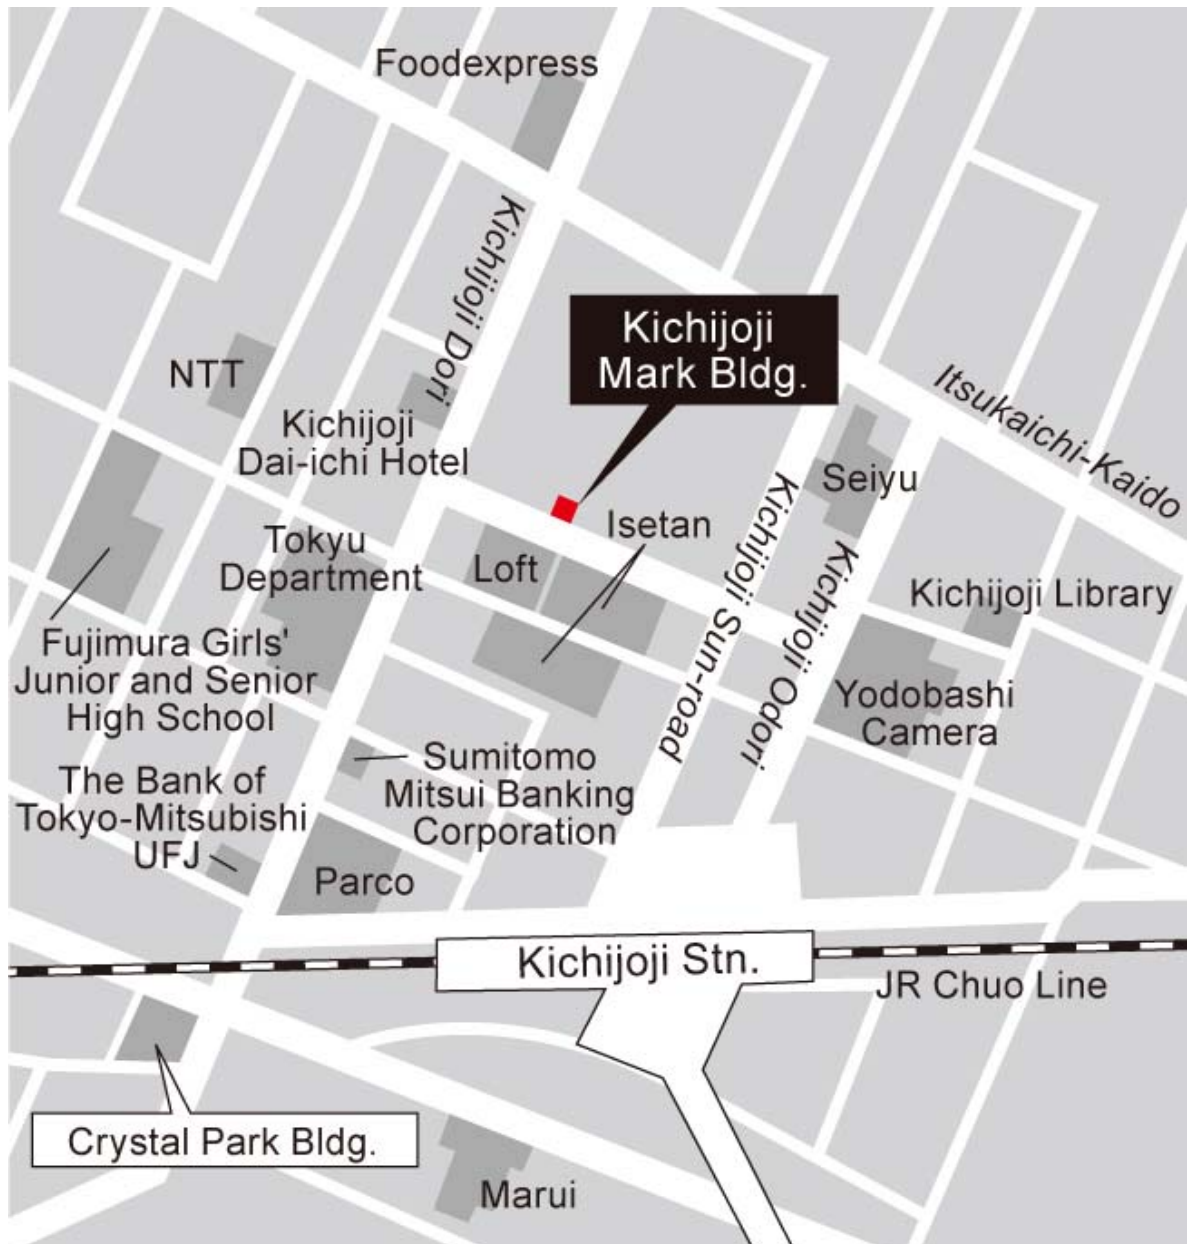 Foodexpress
Kichijoji Dori
Kichijoji
Mark Bldg.
NTT
Itsukaichi-Kaido
Kichijoji
Dai-ichi Hotel
Seiyu
Kichijoji Sun-road
Isetan
Tokyu
Department
Loft
Kichijoji Odori
Kichijoji Library
Fujimura Girls'
Junior and Senior
High School
Yodobashi
Camera
Sumitomo
Mitsui Banking
Corporation
The Bank of
Tokyo-Mitsubishi
UFJ
Parco
Kichijoji Stn.
JR Chuo Line
Crystal Park Bldg.
Marui